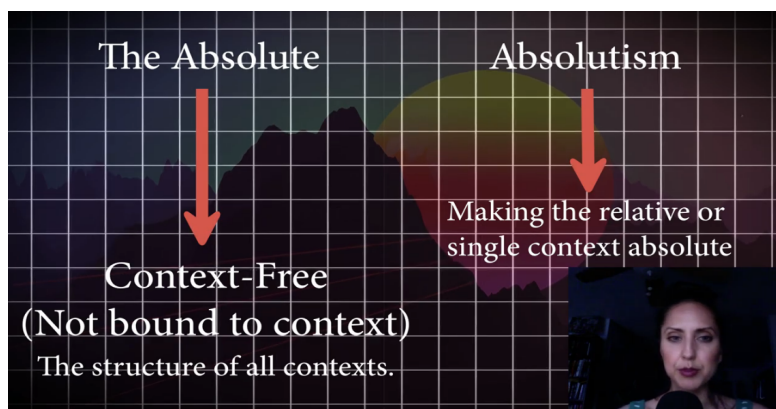 The Absolute
Context-Free
(Not bound to context)
The structure of all contexts.
Absolutism
Making the relative or
single context absolute